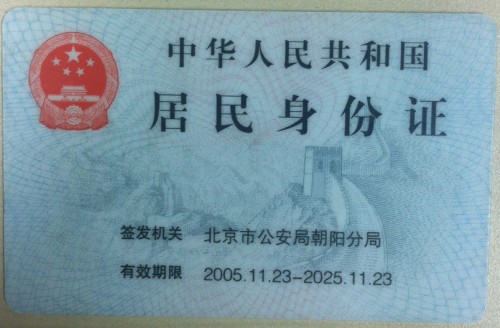 中华人民共和国
居民身份证
签发机关 北京市公安局朝阳分局
有效期限 2005.11.23-2025.11.23